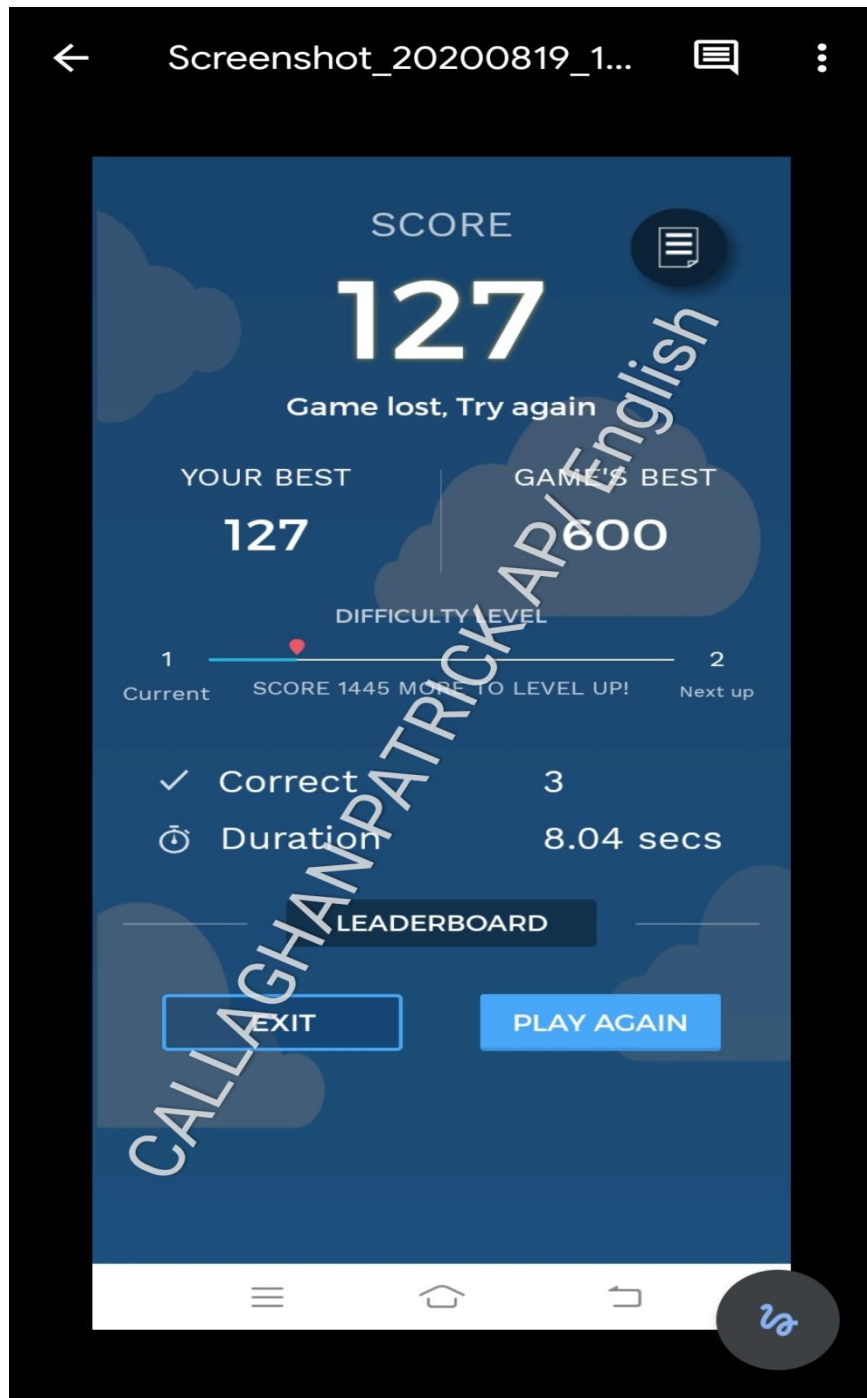 Screenshot_20200819_1...
SCORE
127
Game lost, Try again
YOUR BEST GAME'S BEST
127 600
DIFFICULTY LEVEL
1 2
Current SCORE 1445 MORE TO LEVEL UP! Next up
Correct 3
Duration 8.04 secs
LEADERBOARD
EXIT PLAY AGAIN
CALLAGHAN PATRICK AP/ English